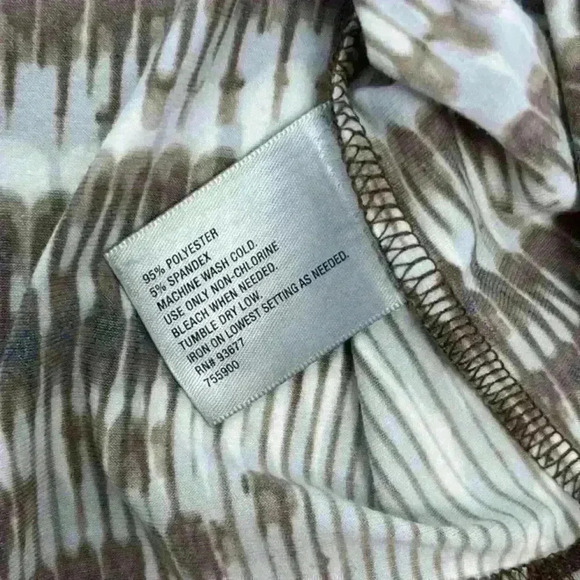 95% POLYESTER
5% SPANDEX
MACHINE WASH COLD.
USE ONLY NON-CHLORINE
BLEACH WHEN NEEDED.
TUMBLE DRY LOW.
IRON ON LOWEST SETTING AS NEEDED.
RN# 93677
755900